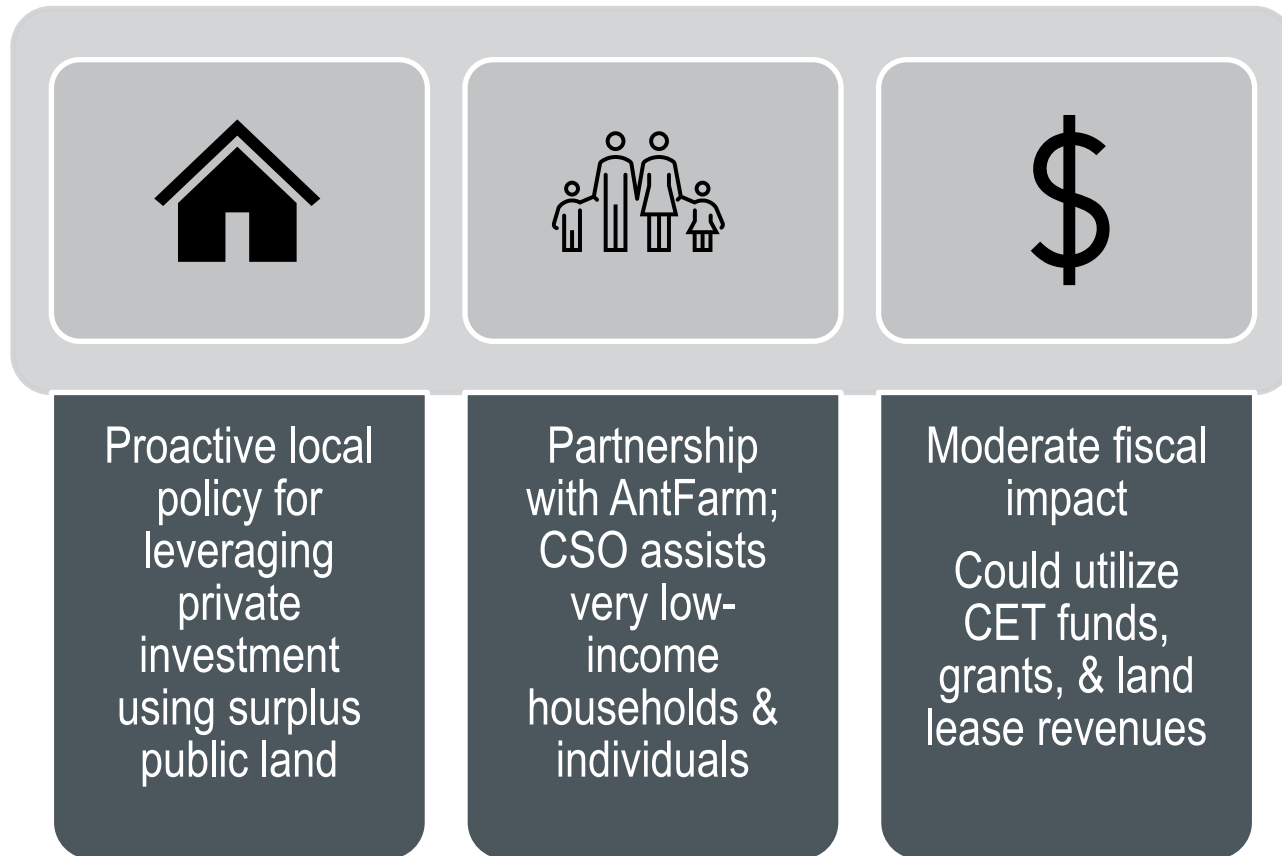 Proactive local
policy for
leveraging
private
investment
using surplus
public land
Partnership
with AntFarm;
CSO assists
very low-
income
households &
individuals
Moderate fiscal
impact
Could utilize
CET funds,
grants, & land
lease revenues